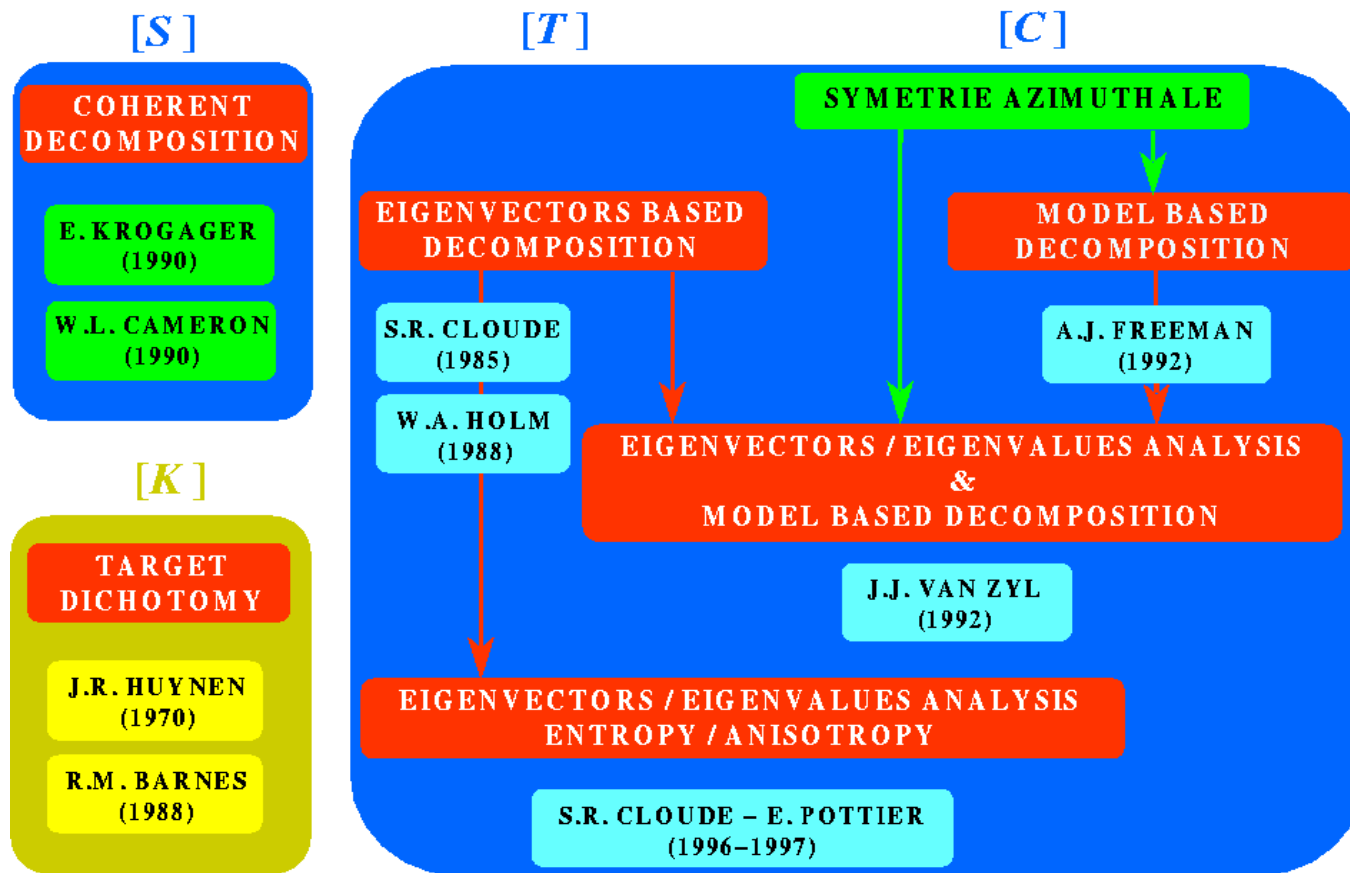 [S]
COHERENT
DECOMPOSITION
E. KROGAGER
(1990)
W.L. CAMERON
(1990)
[K]
TARGET
DICHOTOMY
J.R. HUYNEN
(1970)
R.M. BARNES
(1988)
[T]
[C]
SYMETRIE AZIMUTHALE
EIGENVECTORS BASED
DECOMPOSITION
MODEL BASED
DECOMPOSITION
S.R. CLOUDE
(1985)
A.J. FREEMAN
(1992)
W.A. HOLM
(1988)
EIGENVECTORS / EIGENVALUES ANALYSIS
&
MODEL BASED DECOMPOSITION
J.J. VAN ZYL
(1992)
EIGENVECTORS / EIGENVALUES ANALYSIS
ENTROPY / ANISOTROPY
S.R. CLOUDE – E. POTTIER
(1996–1997)